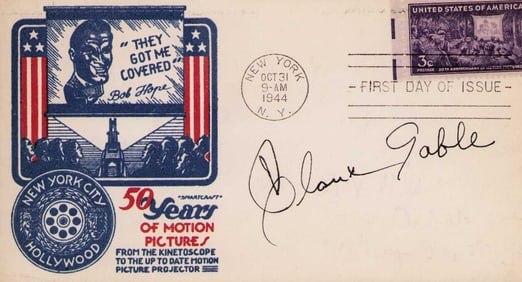 "THEY
GOT ME
COVERED"
Bob Hope
NEW YORK CITY
HOLLYWOOD
"SMARTCRAFT"
50 Years
OF MOTION
PICTURES
FROM THE KINETOSCOPE
TO THE UP TO DATE MOTION
PICTURE PROJECTOR
NEW YORK
OCT 31
9-AM
1944
N. Y.
UNITED STATES OF AMERICA
3¢
- FIRST DAY OF ISSUE -
Clark Gable